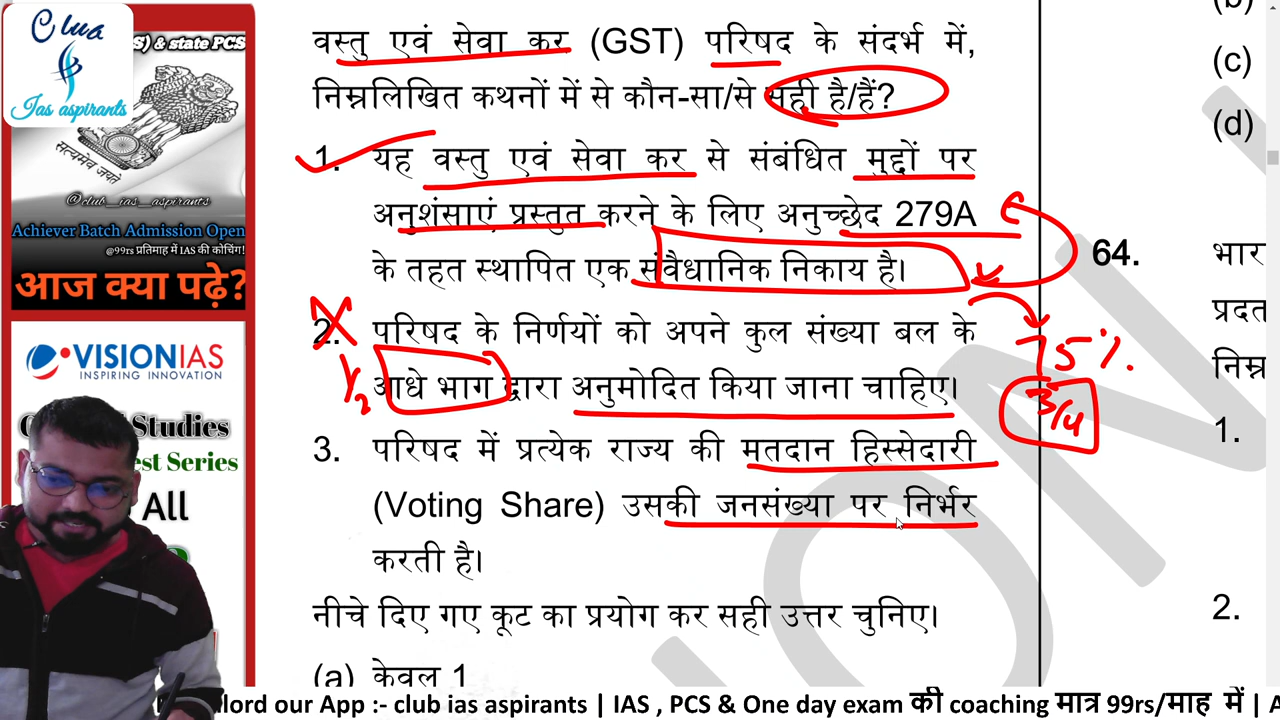 Club
Ias aspirants
S) & state PCS
सत्यमेव जयते
@club_ias_aspirants
Achiever Batch Admission Open
@99rs प्रतिमाह में IAS की कोचिंग!
आज क्या पढ़े?
VISIONIAS
INSPIRING INNOVATION
Studies
est Series
All
वस्तु एवं सेवा कर (GST) परिषद के संदर्भ में,
निम्नलिखित कथनों में से कौन-सा/से सही है/हैं?
1. यह वस्तु एवं सेवा कर से संबंधित मुद्दों पर
अनुशंसाएं प्रस्तुत करने के लिए अनुच्छेद 279A
के तहत स्थापित एक संवैधानिक निकाय है।
2. परिषद के निर्णयों को अपने कुल संख्या बल के
आधे भाग द्वारा अनुमोदित किया जाना चाहिए।
1/2
75%
3/4
3. परिषद में प्रत्येक राज्य की मतदान हिस्सेदारी
(Voting Share) उसकी जनसंख्या पर निर्भर
करती है।
नीचे दिए गए कूट का प्रयोग कर सही उत्तर चुनिए।
(a) केवल 1
(b)
(c)
(d)
64. भार
प्रदत
निम्न
1.
2.
lord our App :- club ias aspirants | IAS , PCS & One day exam की coaching मात्र 99rs/माह में | A